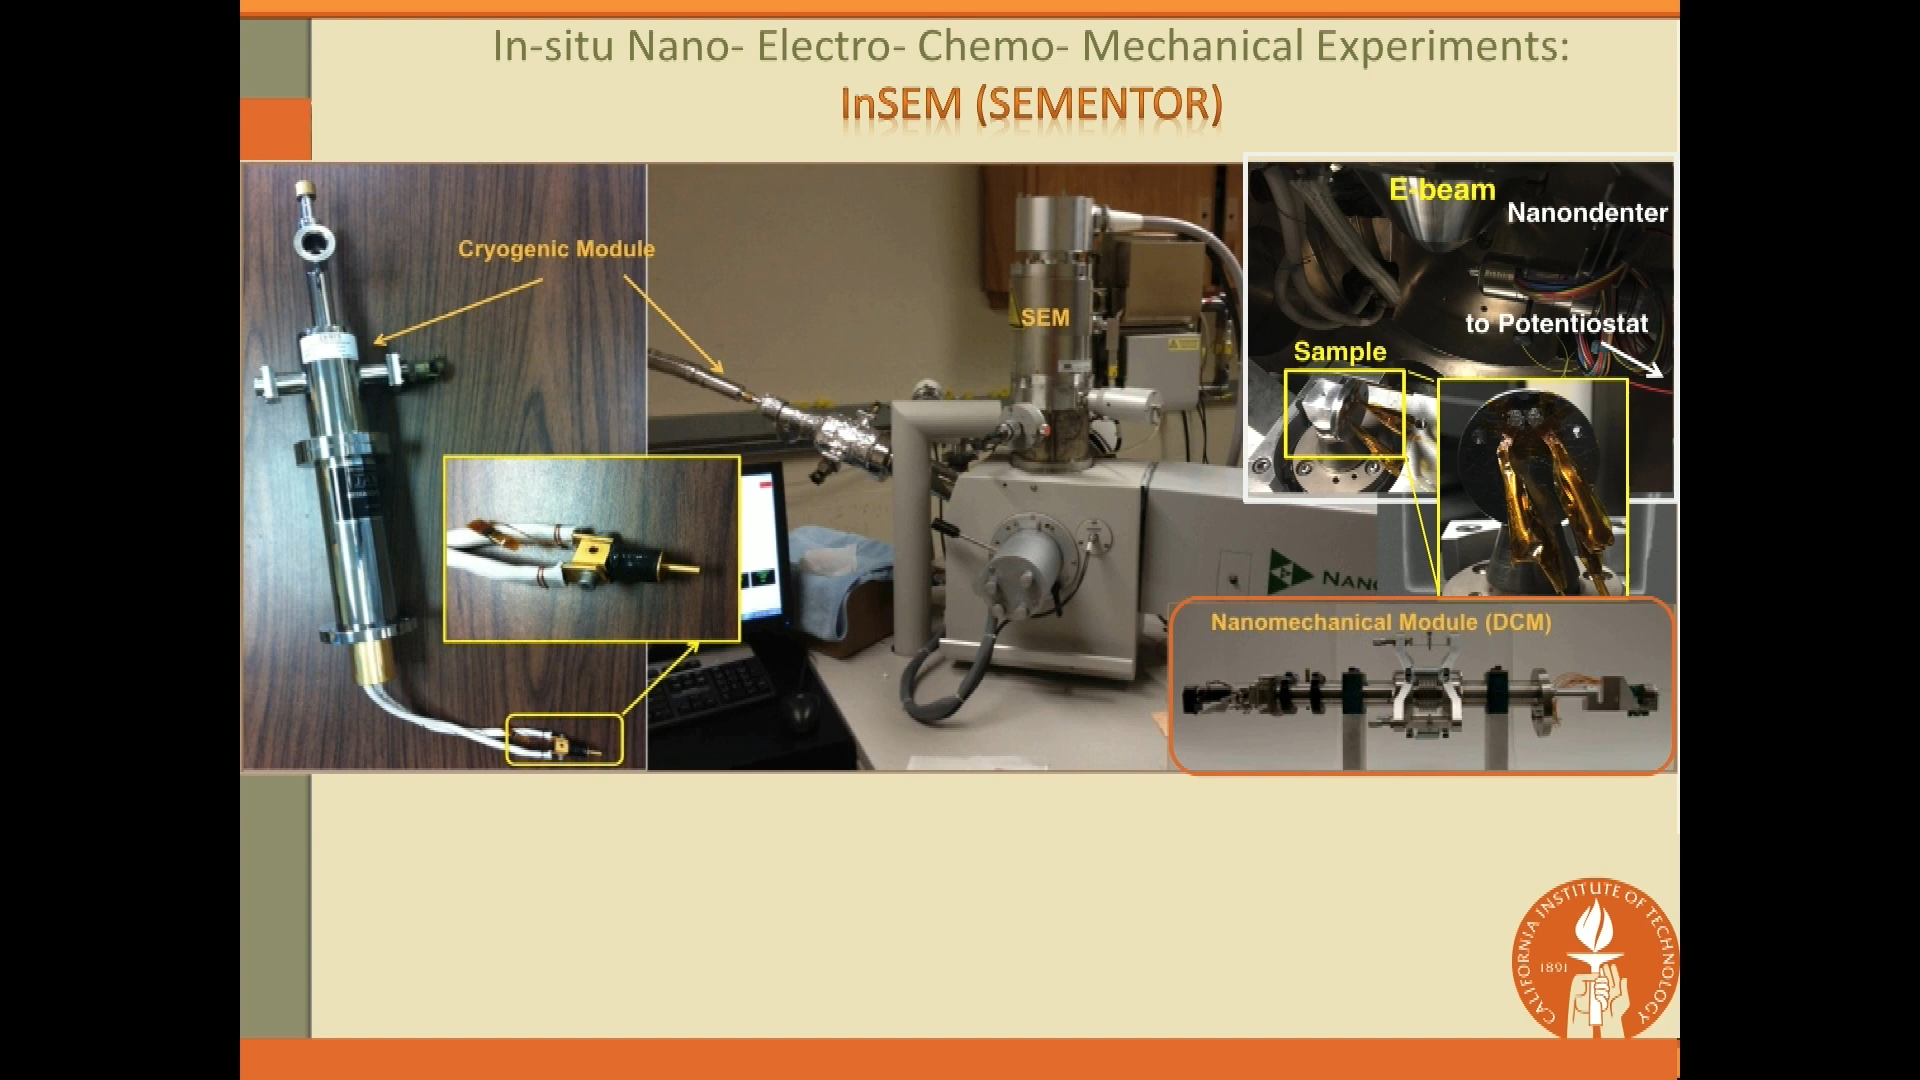 In-situ Nano- Electro- Chemo- Mechanical Experiments:
InSEM (SEMENTOR)
Cryogenic Module
SEM
E-beam
Nanondenter
to Potentiostat
Sample
NANO
Nanomechanical Module (DCM)
CALIFORNIA INSTITUTE OF TECHNOLOGY
1891